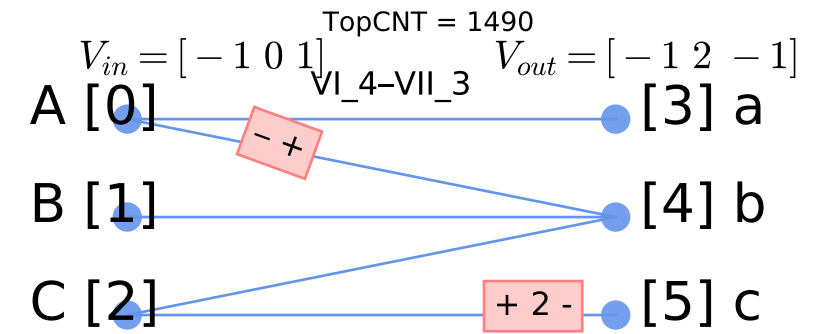 TopCNT = 1490
V_in = [ − 1 0 1]
V_out = [ − 1 2 − 1]
VI_4–VII_3
A [0]
[3] a
− +
B [1]
[4] b
C [2]
+ 2 -
[5] c